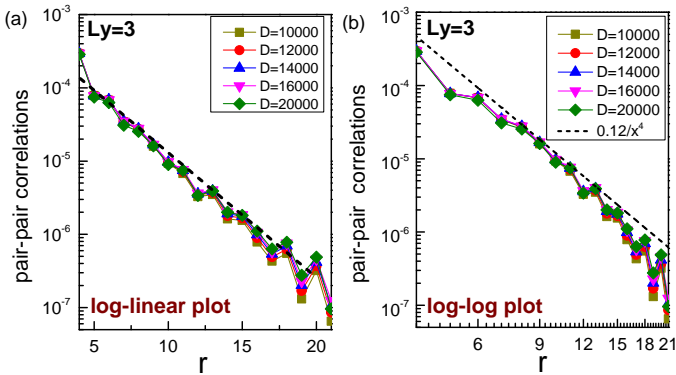 (a)
Ly=3
D=10000
D=12000
D=14000
D=16000
D=20000
10⁻³
10⁻⁴
10⁻⁵
10⁻⁶
10⁻⁷
pair-pair correlations
log-linear plot
5 10 15 20
r
(b)
Ly=3
D=10000
D=12000
D=14000
D=16000
D=20000
0.12/x⁴
10⁻³
10⁻⁴
10⁻⁵
10⁻⁶
10⁻⁷
pair-pair correlations
log-log plot
6 9 12 15 18 21
r